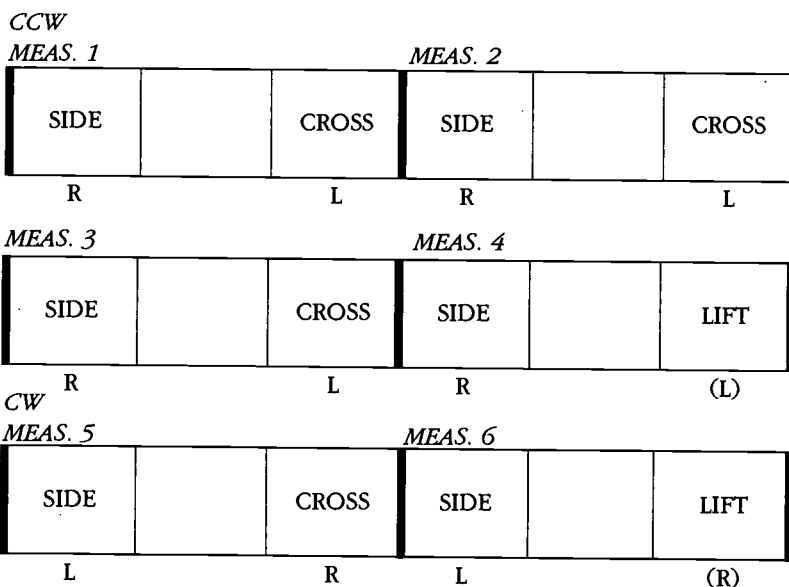 CCW
MEAS. 1 MEAS. 2
SIDE CROSS SIDE CROSS
R L R L
MEAS. 3 MEAS. 4
SIDE CROSS SIDE LIFT
R L R (L)
CW
MEAS. 5 MEAS. 6
SIDE CROSS SIDE LIFT
L R L (R)